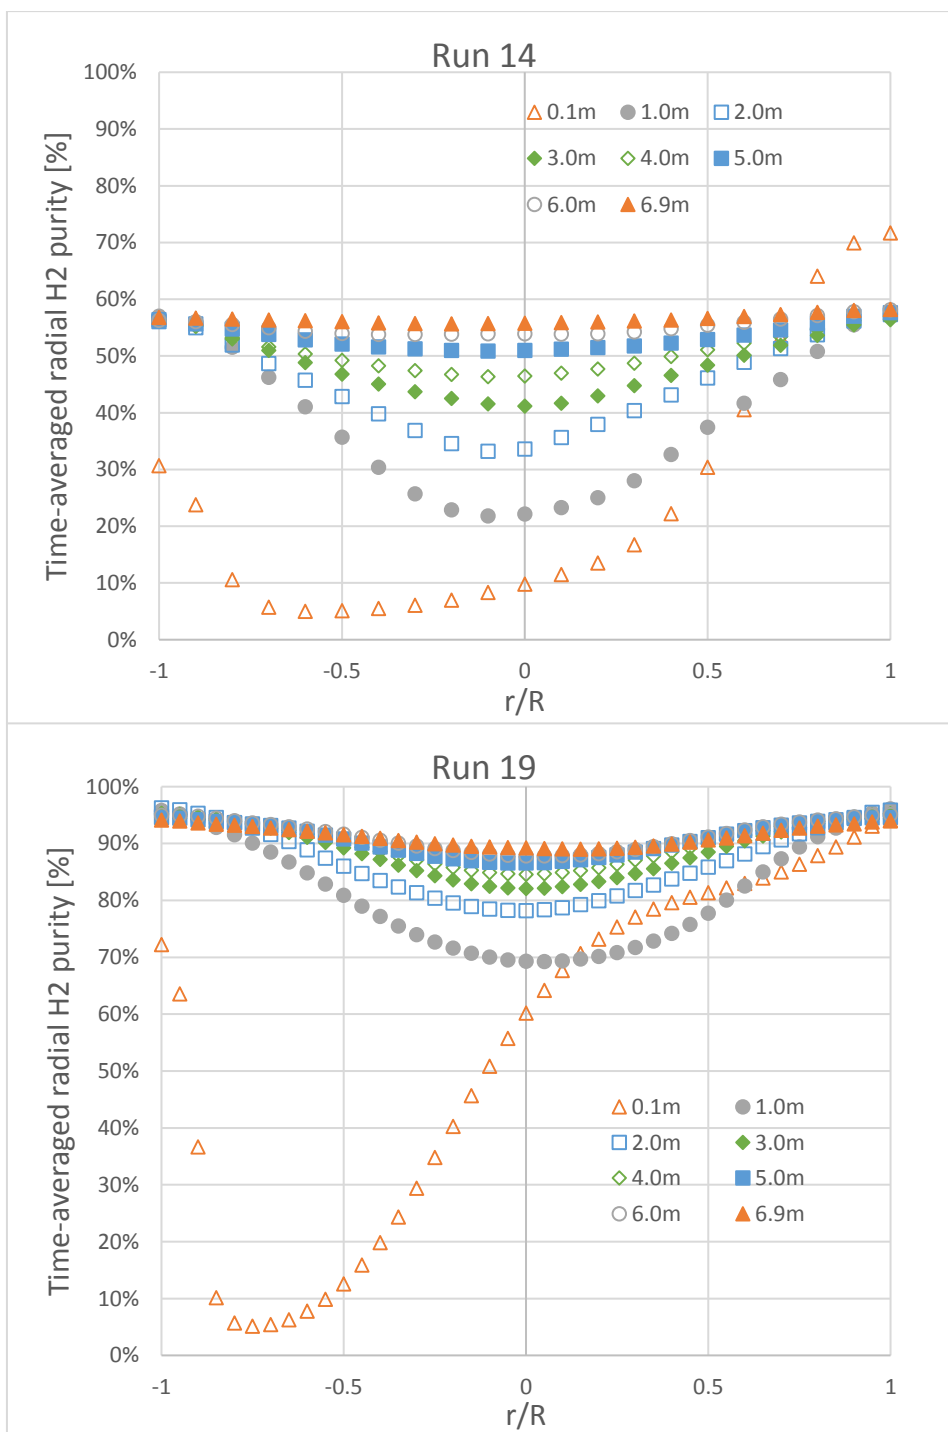 Run 14
Time-averaged radial H2 purity [%]
100%
90%
80%
70%
60%
50%
40%
30%
20%
10%
0%
0.1m 1.0m 2.0m
3.0m 4.0m 5.0m
6.0m 6.9m
-1 -0.5 0 0.5 1
r/R
Run 19
Time-averaged radial H2 purity [%]
100%
90%
80%
70%
60%
50%
40%
30%
20%
10%
0%
0.1m 1.0m
2.0m 3.0m
4.0m 5.0m
6.0m 6.9m
-1 -0.5 0 0.5 1
r/R